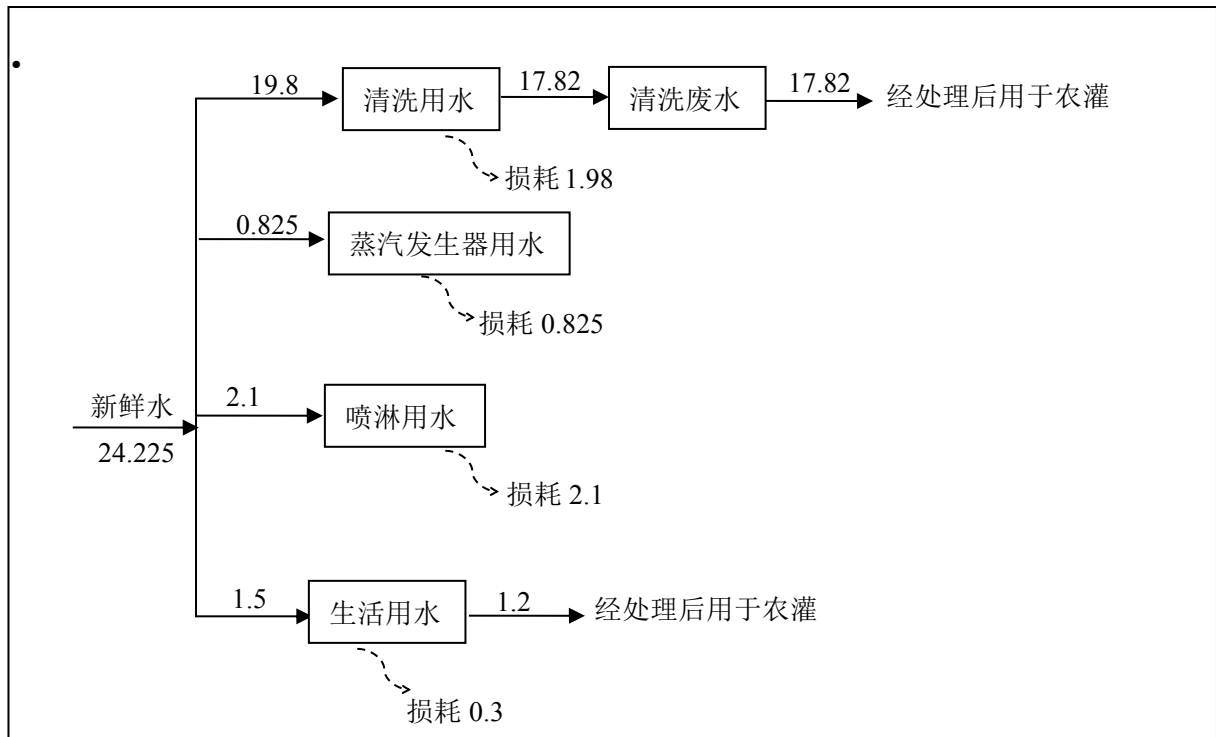 19.8
清洗用水
17.82
清洗废水
17.82
经处理后用于农灌
损耗 1.98
0.825
蒸汽发生器用水
损耗 0.825
新鲜水
24.225
2.1
喷淋用水
损耗 2.1
1.5
生活用水
1.2
经处理后用于农灌
损耗 0.3